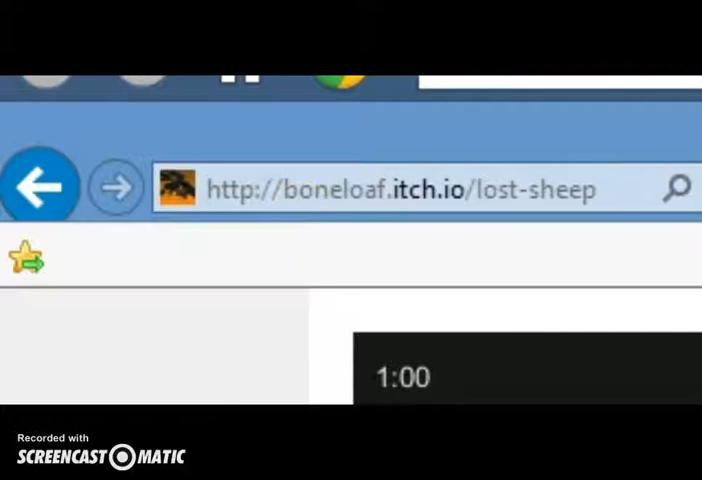 http://boneloaf.itch.io/lost-sheep
1:00
Recorded with
SCREENCAST MATIC